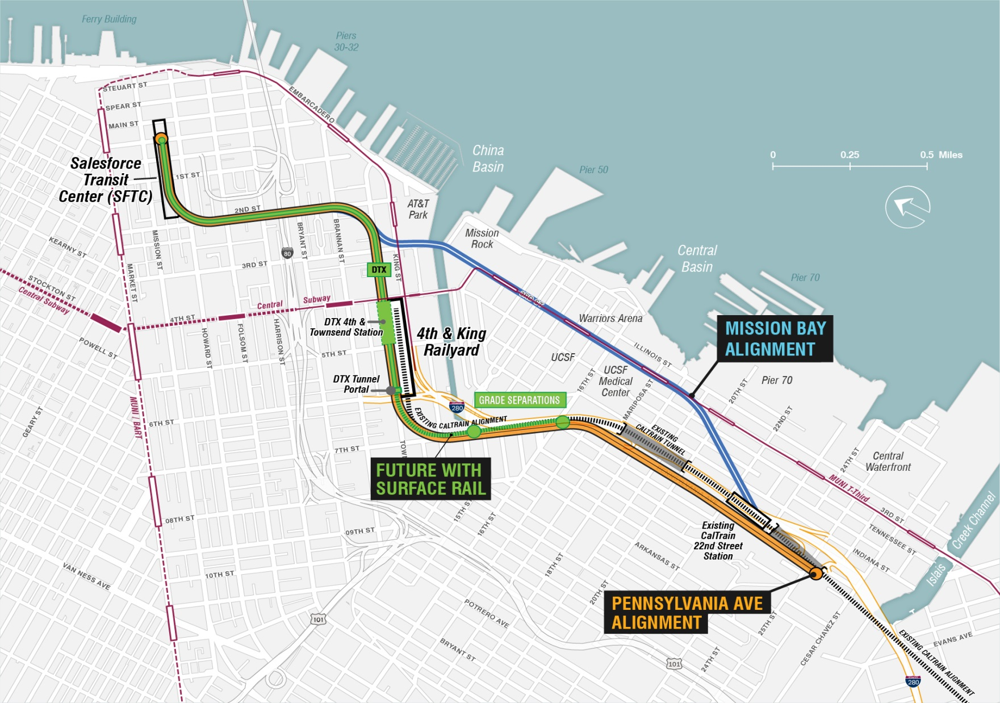 Ferry Building
Piers
30-32
STEUART ST
SPEAR ST
MAIN ST
EMBARCADERO
Salesforce
Transit
Center (SFTC)
1ST ST
2ND ST
China
Basin
Pier 50
0 0.25 0.5 Miles
AT&T
Park
Mission
Rock
Central
Basin
Pier 70
KEARNY ST
MISSION ST
BRYANT ST
BRANNAN ST
80
3RD ST
MARKET ST
DTX
KING ST
STOCKTON ST
Central Subway
Central Subway
4TH ST
3RD ST
DTX 4th &
Townsend Station
4th & King
Railyard
Warriors Arena
MISSION BAY
ALIGNMENT
POWELL ST
HOWARD ST
FOLSOM ST
HARRISON ST
5TH ST
ILLINOIS ST
UCSF
UCSF
Medical
Center
16TH ST
MARIPOSA ST
20TH ST
Pier 70
DTX Tunnel
Portal
280
GRADE SEPARATIONS
MUNI / BART
GEARY ST
6TH ST
EXISTING CALTRAIN ALIGNMENT
EXISTING
CALTRAIN TUNNEL
22ND ST
7TH ST
TOW
FUTURE WITH
SURFACE RAIL
24TH ST
Central
Waterfront
MUNI T-Third
3RD ST
08TH ST
09TH ST
15TH ST
16TH ST
Existing
CalTrain
22nd Street
Station
TENNESSEE ST
INDIANA ST
Creek Channel
Islais
VAN NESS AVE
10TH ST
ARKANSAS ST
18TH ST
20TH ST
PENNSYLVANIA AVE
ALIGNMENT
101
POTRERO AVE
BRYANT ST
25TH ST
24TH ST
CESAR CHAVEZ ST
EVANS AVE
EXISTING CALTRAIN ALIGNMENT
101
280